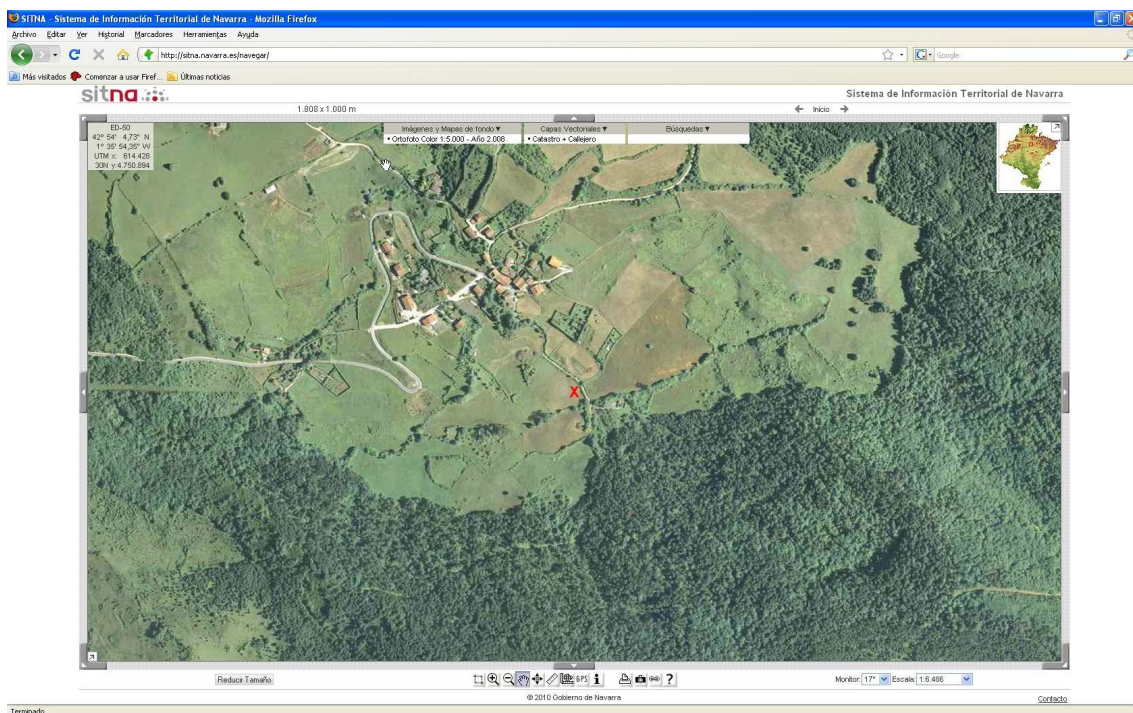 SITNA - Sistema de Información Territorial de Navarra - Mozilla Firefox
Archivo Editar Ver Historial Marcadores Herramientas Ayuda
http://sitna.navarra.es/navegar/
Google
Más visitados Comenzar a usar Firef... Últimas noticias
sitna
Sistema de Información Territorial de Navarra
1.808 x 1.000 m
Inicio
ED-50
42° 54' 4,73" N
1° 35' 54,35" W
UTM x: 614.428
30N y:4.750.894
Imágenes y Mapas de fondo ▼ Capas Vectoriales ▼ Búsquedas ▼
• Ortofoto Color 1:5.000 - Año 2.008 • Catastro + Callejero
X
Reducir Tamaño
GPS i ?
Monitor: 17" Escala: 1:6.486
© 2010 Gobierno de Navarra
Contacto
Terminado